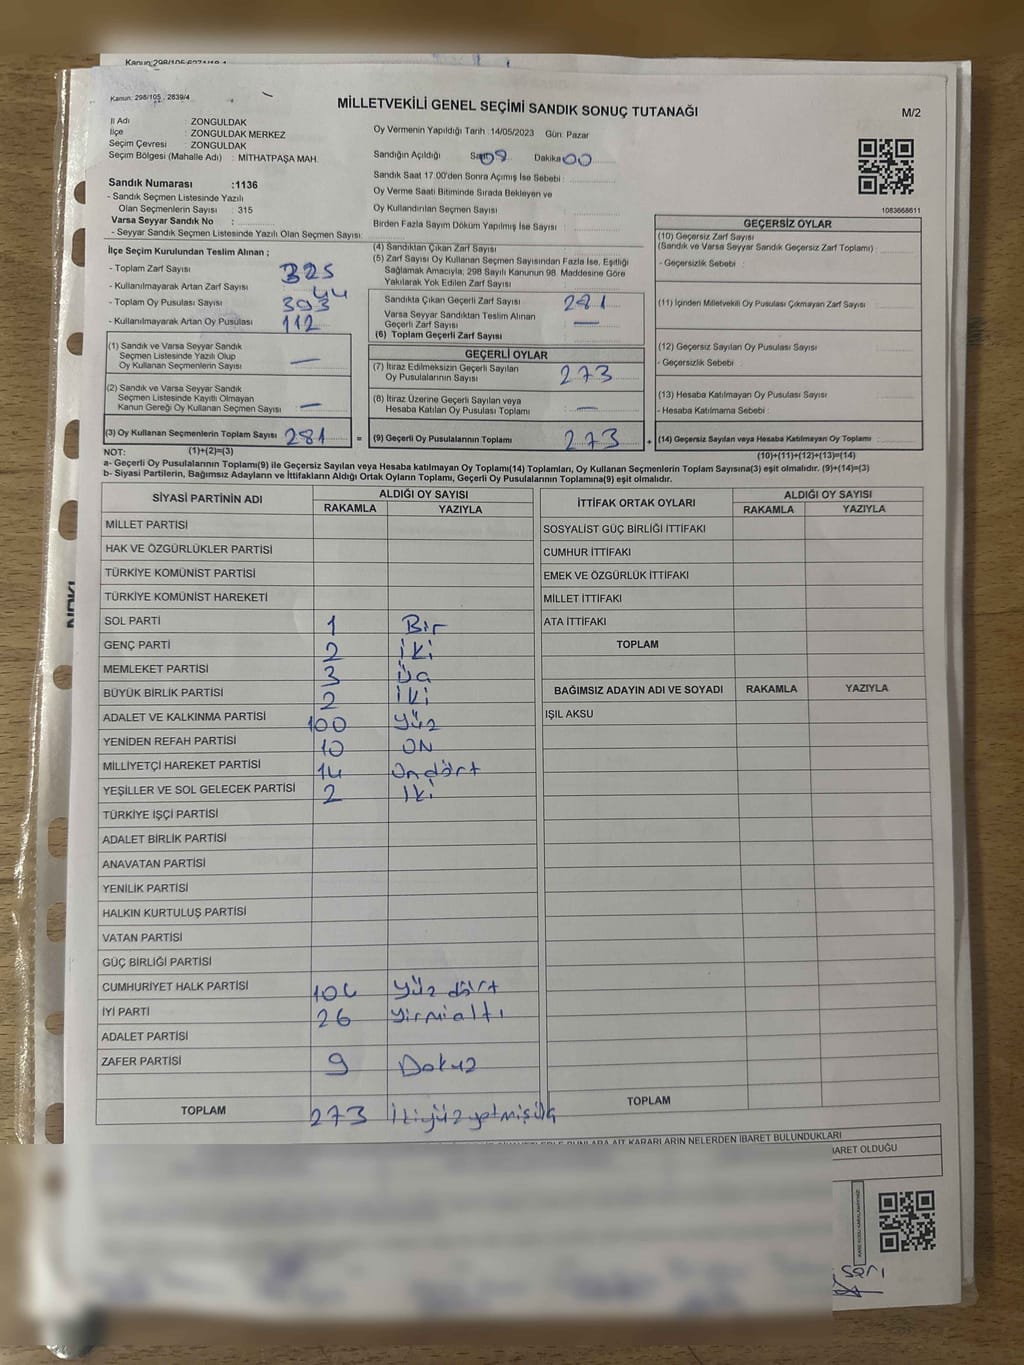 Kanun: 298/105 - 2839/4
MİLLETVEKİLİ GENEL SEÇİMİ SANDIK SONUÇ TUTANAĞI
M/2
İl Adı : ZONGULDAK
İlçe : ZONGULDAK MERKEZ
Seçim Çevresi : ZONGULDAK
Seçim Bölgesi (Mahalle Adı) : MİTHATPAŞA MAH.
Oy Vermenin Yapıldığı Tarih :14/05/2023 Gün: Pazar
Sandığın Açıldığı Saat 08 Dakika 00
Sandık Saat 17.00'den Sonra Açımış İse Sebebi :
Oy Verme Saati Bitiminde Sırada Bekleyen ve
Oy Kullandırılan Seçmen Sayısı :
Birden Fazla Sayım Döküm Yapılmış İse Sayısı :
1083668611
Sandık Numarası :1136
- Sandık Seçmen Listesinde Yazılı
Olan Seçmenlerin Sayısı : 315
Varsa Seyyar Sandık No :
- Seyyar Sandık Seçmen Listesinde Yazılı Olan Seçmen Sayısı:
İlçe Seçim Kurulundan Teslim Alınan ;
- Toplam Zarf Sayısı 325
- Kullanılmayarak Artan Zarf Sayısı : 44
- Toplam Oy Pusulası Sayısı 393
- Kullanılmayarak Artan Oy Pusulası 112
(1) Sandık ve Varsa Seyyar Sandık
Seçmen Listesinde Yazılı Olup
Oy Kullanan Seçmenlerin Sayısı —
(2) Sandık ve Varsa Seyyar Sandık
Seçmen Listesinde Kayıtlı Olmayan
Kanun Gereği Oy Kullanan Seçmen Sayısı —
(3) Oy Kullanan Seçmenlerin Toplam Sayısı 281 =
(4) Sandıktan Çıkan Zarf Sayısı :
(5) Zarf Sayısı Oy Kullanan Seçmen Sayısından Fazla İse, Eşitliği
Sağlamak Amacıyla, 298 Sayılı Kanunun 98. Maddesine Göre
Yakılarak Yok Edilen Zarf Sayısı :
Sandıkta Çıkan Geçerli Zarf Sayısı 281
Varsa Seyyar Sandıktan Teslim Alınan
Geçerli Zarf Sayısı —
(6) Toplam Geçerli Zarf Sayısı
GEÇERLİ OYLAR
(7) İtiraz Edilmeksizin Geçerli Sayılan
Oy Pusulalarının Sayısı 273
(8) İtiraz Üzerine Geçerli Sayılan veya
Hesaba Katılan Oy Pusulası Toplamı —
(9) Geçerli Oy Pusulalarının Toplamı 273 +
GEÇERSİZ OYLAR
(10) Geçersiz Zarf Sayısı
(Sandık ve Varsa Seyyar Sandık Geçersiz Zarf Toplamı)
- Geçersizlik Sebebi :
(11) İçinden Milletvekili Oy Pusulası Çıkmayan Zarf Sayısı :
(12) Geçersiz Sayılan Oy Pusulası Sayısı
- Geçersizlik Sebebi :
(13) Hesaba Katılmayan Oy Pusulası Sayısı :
- Hesaba Katılmama Sebebi :
(14) Geçersiz Sayılan veya Hesaba Katılmayan Oy Toplamı
NOT: (1)+(2)=(3) (10)+(11)+(12)+(13)=(14)
a- Geçerli Oy Pusulalarının Toplamı(9) ile Geçersiz Sayılan veya Hesaba katılmayan Oy Toplamı(14) Toplamları, Oy Kullanan Seçmenlerin Toplam Sayısına(3) eşit olmalıdır. (9)+(14)=(3)
b- Siyasi Partilerin, Bağımsız Adayların ve İttifakların Aldığı Ortak Oyların Toplamı, Geçerli Oy Pusulalarının Toplamına(9) eşit olmalıdır.
SİYASİ PARTİNİN ADI ALDIĞI OY SAYISI
RAKAMLA YAZIYLA
MİLLET PARTİSİ
HAK VE ÖZGÜRLÜKLER PARTİSİ
TÜRKİYE KOMÜNİST PARTİSİ
TÜRKİYE KOMÜNİST HAREKETİ
SOL PARTİ 1 Bir
GENÇ PARTİ 2 İki
MEMLEKET PARTİSİ 3 Üç
BÜYÜK BİRLİK PARTİSİ 2 İki
ADALET VE KALKINMA PARTİSİ 100 Yüz
YENİDEN REFAH PARTİSİ 10 ON
MİLLİYETÇİ HAREKET PARTİSİ 14 Ondört
YEŞİLLER VE SOL GELECEK PARTİSİ 2 İki
TÜRKİYE İŞÇİ PARTİSİ
ADALET BİRLİK PARTİSİ
ANAVATAN PARTİSİ
YENİLİK PARTİSİ
HALKIN KURTULUŞ PARTİSİ
VATAN PARTİSİ
GÜÇ BİRLİĞİ PARTİSİ
CUMHURİYET HALK PARTİSİ 104 Yüz dört
İYİ PARTİ 26 Yirmialtı
ADALET PARTİSİ
ZAFER PARTİSİ 9 Dokuz
TOPLAM 273 İkiyüzyetmişüç
İTTİFAK ORTAK OYLARI ALDIĞI OY SAYISI
RAKAMLA YAZIYLA
SOSYALİST GÜÇ BİRLİĞİ İTTİFAKI
CUMHUR İTTİFAKI
EMEK VE ÖZGÜRLÜK İTTİFAKI
MİLLET İTTİFAKI
ATA İTTİFAKI
TOPLAM
BAĞIMSIZ ADAYIN ADI VE SOYADI RAKAMLA YAZIYLA
IŞIL AKSU
TOPLAM
AİT KARARLARIN NELERDEN İBARET BULUNDUKLARI
İBARET OLDUĞU